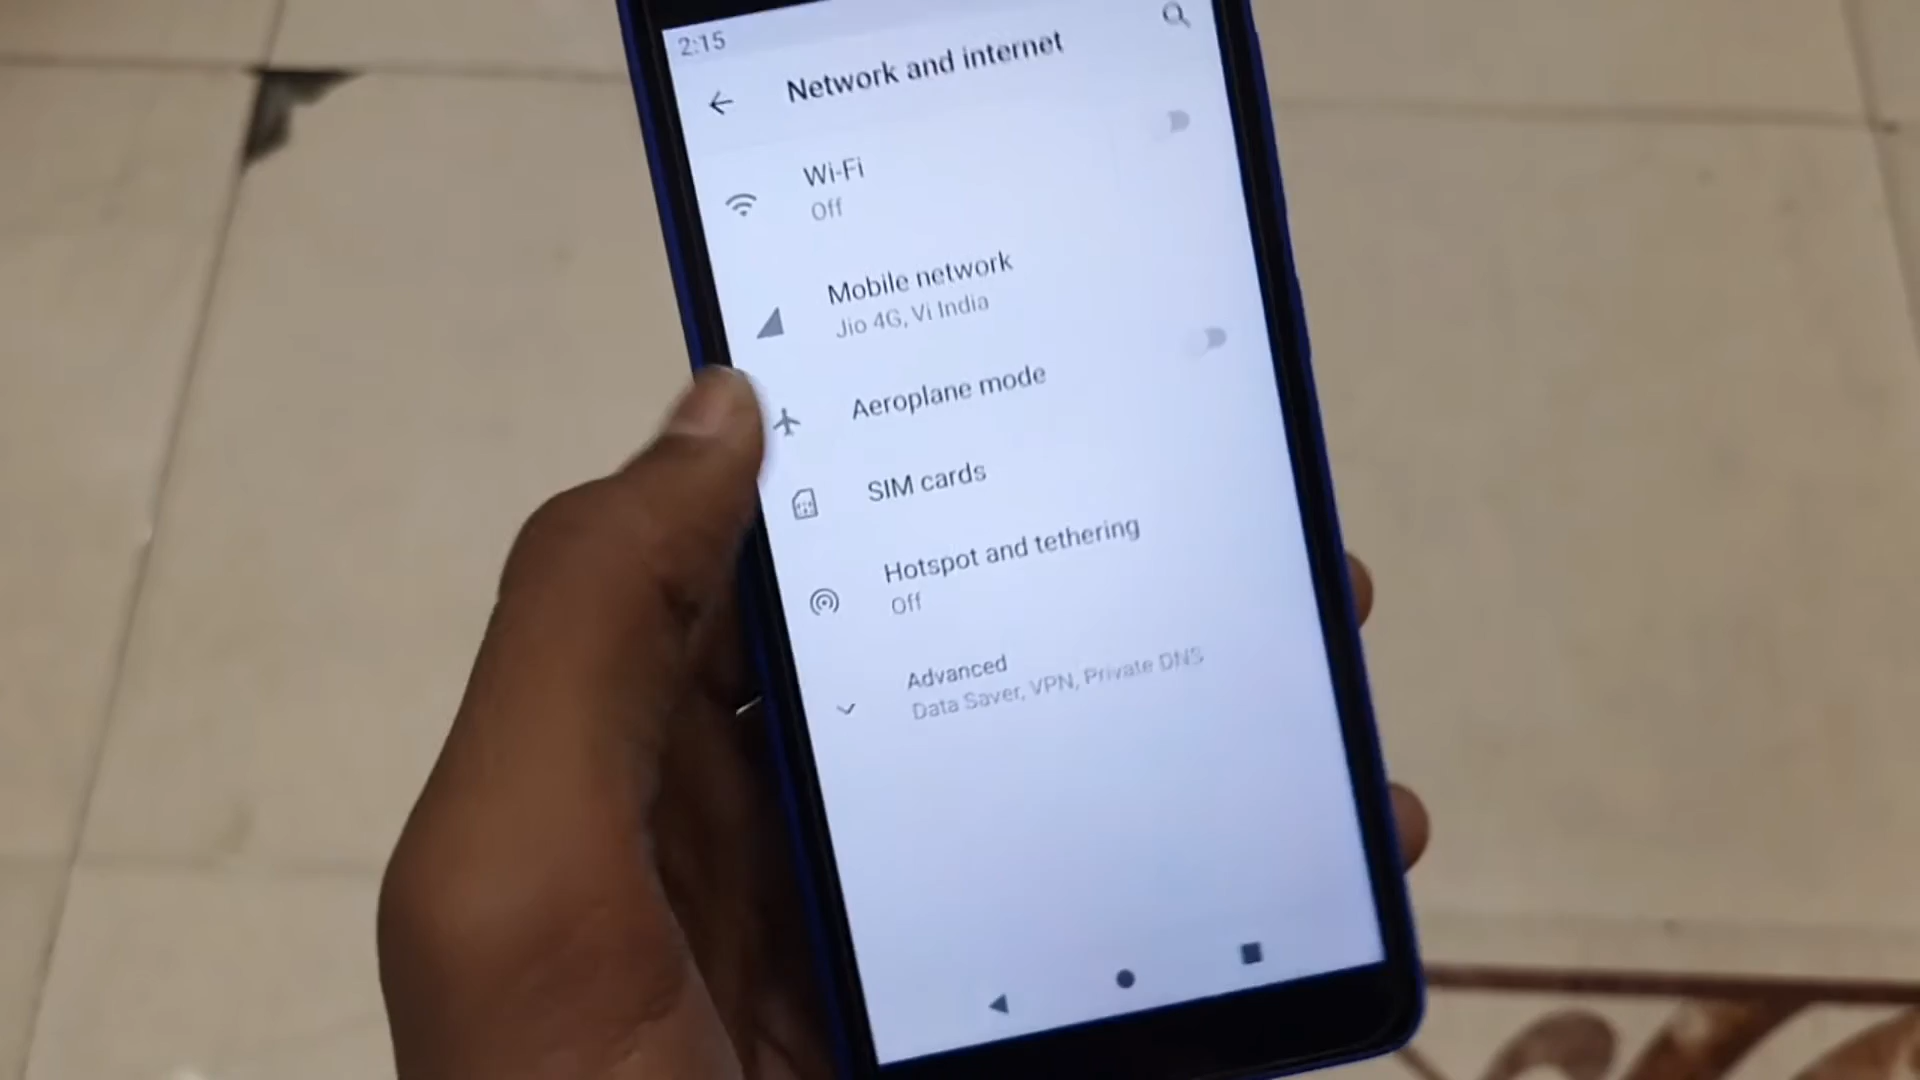 2:15
Network and internet
Wi-Fi
Off
Mobile network
Jio 4G, Vi India
Aeroplane mode
SIM cards
Hotspot and tethering
Off
Advanced
Data Saver, VPN, Private DNS